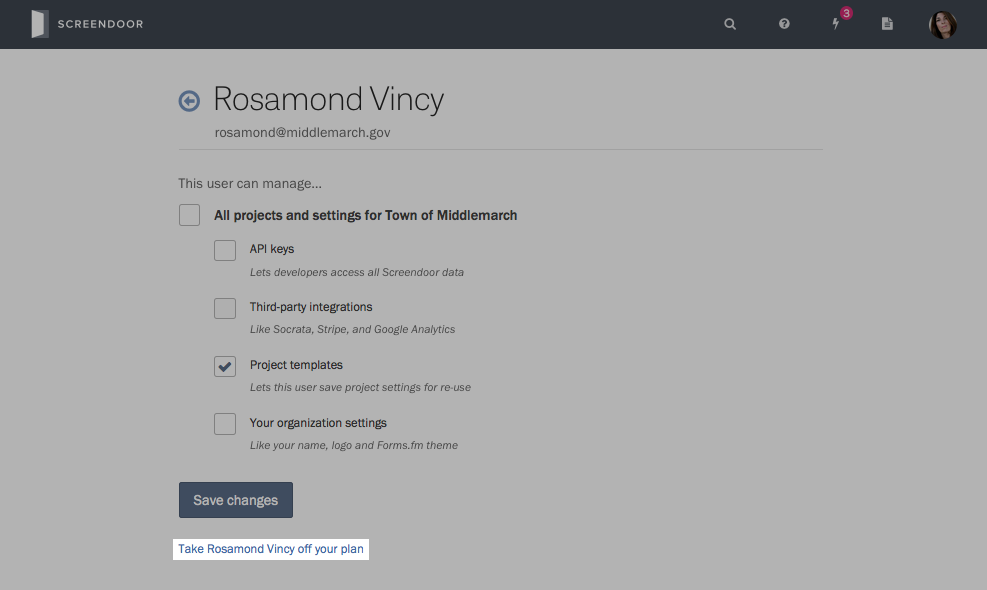 SCREENDOOR
3
Rosamond Vincy
rosamond@middlemarch.gov
This user can manage...
All projects and settings for Town of Middlemarch
API keys
Lets developers access all Screendoor data
Third-party integrations
Like Socrata, Stripe, and Google Analytics
Project templates
Lets this user save project settings for re-use
Your organization settings
Like your name, logo and Forms.fm theme
Save changes
Take Rosamond Vincy off your plan